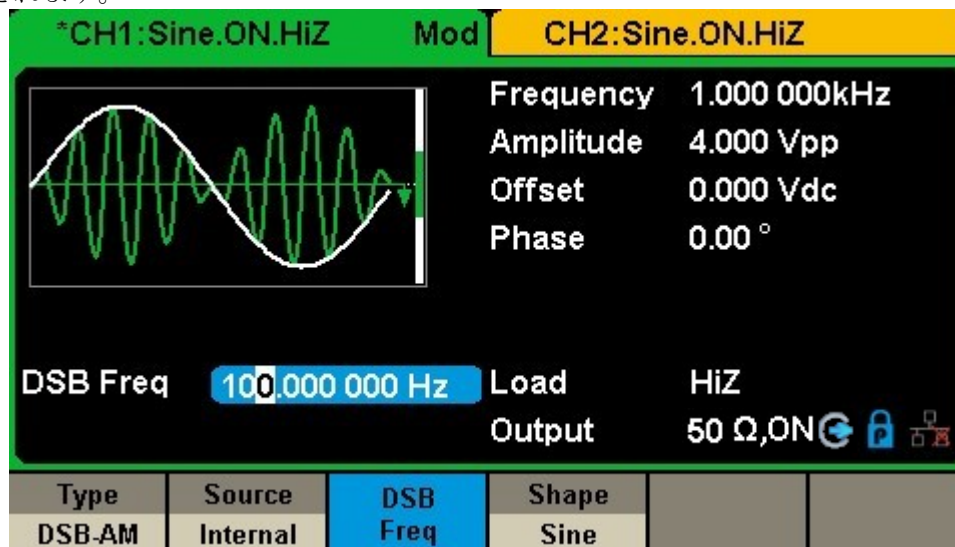 *CH1:Sine.ON.HiZ Mod CH2:Sine.ON.HiZ
Frequency 1.000 000kHz
Amplitude 4.000 Vpp
Offset 0.000 Vdc
Phase 0.00 °
DSB Freq 100.000 000 Hz Load HiZ
Output 50 Ω,ON
Type Source DSB Freq Shape
DSB-AM Internal Sine